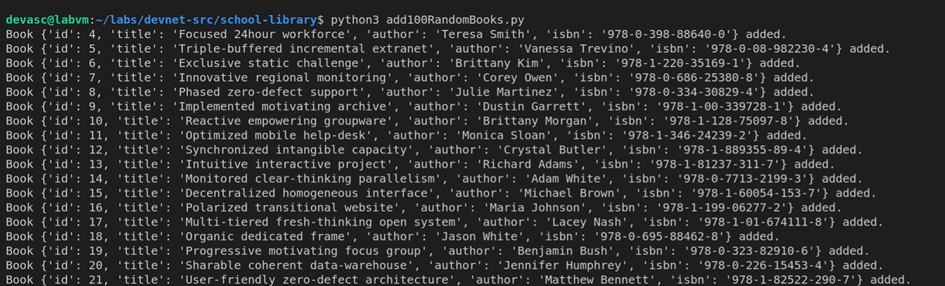 devasc@labvm:~/labs/devnet-src/school-library$ python3 add100RandomBooks.py
Book {'id': 4, 'title': 'Focused 24hour workforce', 'author': 'Teresa Smith', 'isbn': '978-0-398-88640-0'} added.
Book {'id': 5, 'title': 'Triple-buffered incremental extranet', 'author': 'Vanessa Trevino', 'isbn': '978-0-08-982230-4'} added.
Book {'id': 6, 'title': 'Exclusive static challenge', 'author': 'Brittany Kim', 'isbn': '978-1-220-35169-1'} added.
Book {'id': 7, 'title': 'Innovative regional monitoring', 'author': 'Corey Owen', 'isbn': '978-0-686-25380-8'} added.
Book {'id': 8, 'title': 'Phased zero-defect support', 'author': 'Julie Martinez', 'isbn': '978-0-334-30829-4'} added.
Book {'id': 9, 'title': 'Implemented motivating archive', 'author': 'Dustin Garrett', 'isbn': '978-1-00-339728-1'} added.
Book {'id': 10, 'title': 'Reactive empowering groupware', 'author': 'Brittany Morgan', 'isbn': '978-1-128-75097-8'} added.
Book {'id': 11, 'title': 'Optimized mobile help-desk', 'author': 'Monica Sloan', 'isbn': '978-1-346-24239-2'} added.
Book {'id': 12, 'title': 'Synchronized intangible capacity', 'author': 'Crystal Butler', 'isbn': '978-1-889355-89-4'} added.
Book {'id': 13, 'title': 'Intuitive interactive project', 'author': 'Richard Adams', 'isbn': '978-1-81237-311-7'} added.
Book {'id': 14, 'title': 'Monitored clear-thinking parallelism', 'author': 'Adam White', 'isbn': '978-0-7713-2199-3'} added.
Book {'id': 15, 'title': 'Decentralized homogeneous interface', 'author': 'Michael Brown', 'isbn': '978-1-60054-153-7'} added.
Book {'id': 16, 'title': 'Polarized transitional website', 'author': 'Maria Johnson', 'isbn': '978-1-199-06277-2'} added.
Book {'id': 17, 'title': 'Multi-tiered fresh-thinking open system', 'author': 'Lacey Nash', 'isbn': '978-1-01-674111-8'} added.
Book {'id': 18, 'title': 'Organic dedicated frame', 'author': 'Jason White', 'isbn': '978-0-695-88462-8'} added.
Book {'id': 19, 'title': 'Progressive motivating focus group', 'author': 'Benjamin Bush', 'isbn': '978-0-323-82910-6'} added.
Book {'id': 20, 'title': 'Sharable coherent data-warehouse', 'author': 'Jennifer Humphrey', 'isbn': '978-0-226-15453-4'} added.
Book {'id': 21, 'title': 'User-friendly zero-defect architecture', 'author': 'Matthew Bennett', 'isbn': '978-1-82522-290-7'} added.